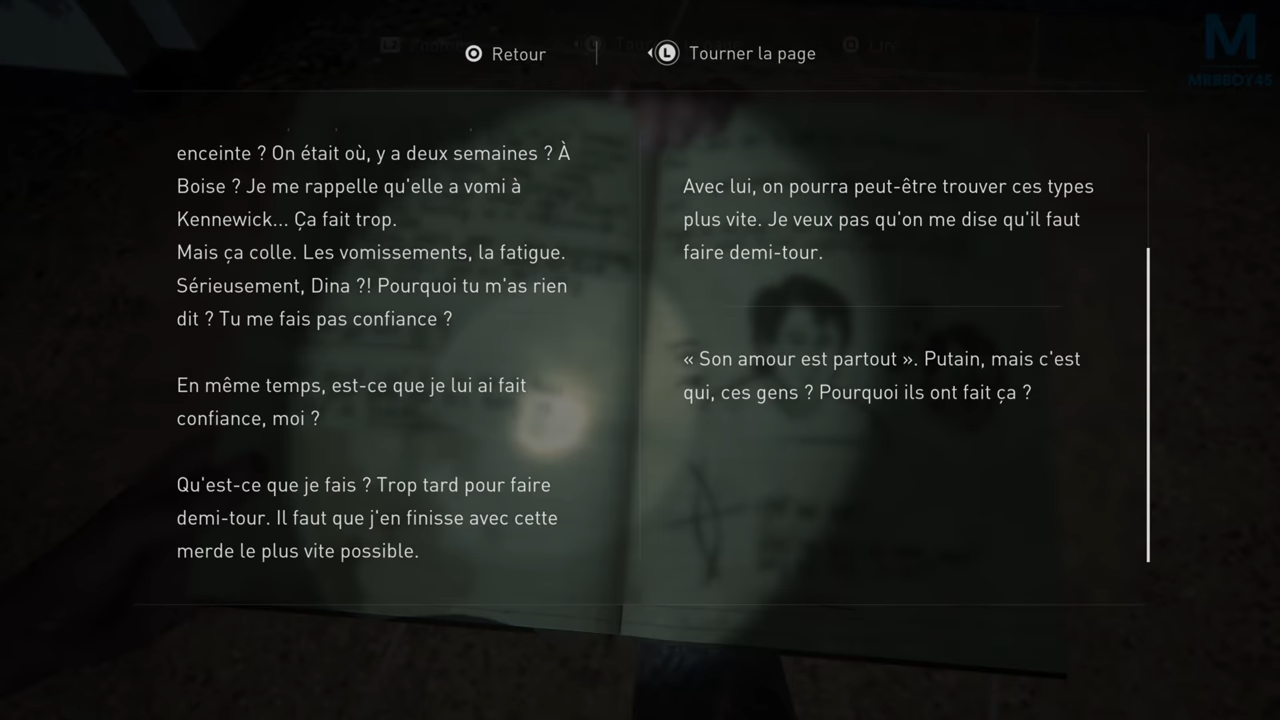 Retour
Tourner la page
M
MRBBOY45
enceinte ? On était où, y a deux semaines ? À
Boise ? Je me rappelle qu'elle a vomi à
Kennewick... Ça fait trop.
Mais ça colle. Les vomissements, la fatigue.
Sérieusement, Dina ?! Pourquoi tu m'as rien
dit ? Tu me fais pas confiance ?
En même temps, est-ce que je lui ai fait
confiance, moi ?
Qu'est-ce que je fais ? Trop tard pour faire
demi-tour. Il faut que j'en finisse avec cette
merde le plus vite possible.
Avec lui, on pourra peut-être trouver ces types
plus vite. Je veux pas qu'on me dise qu'il faut
faire demi-tour.
« Son amour est partout ». Putain, mais c'est
qui, ces gens ? Pourquoi ils ont fait ça ?